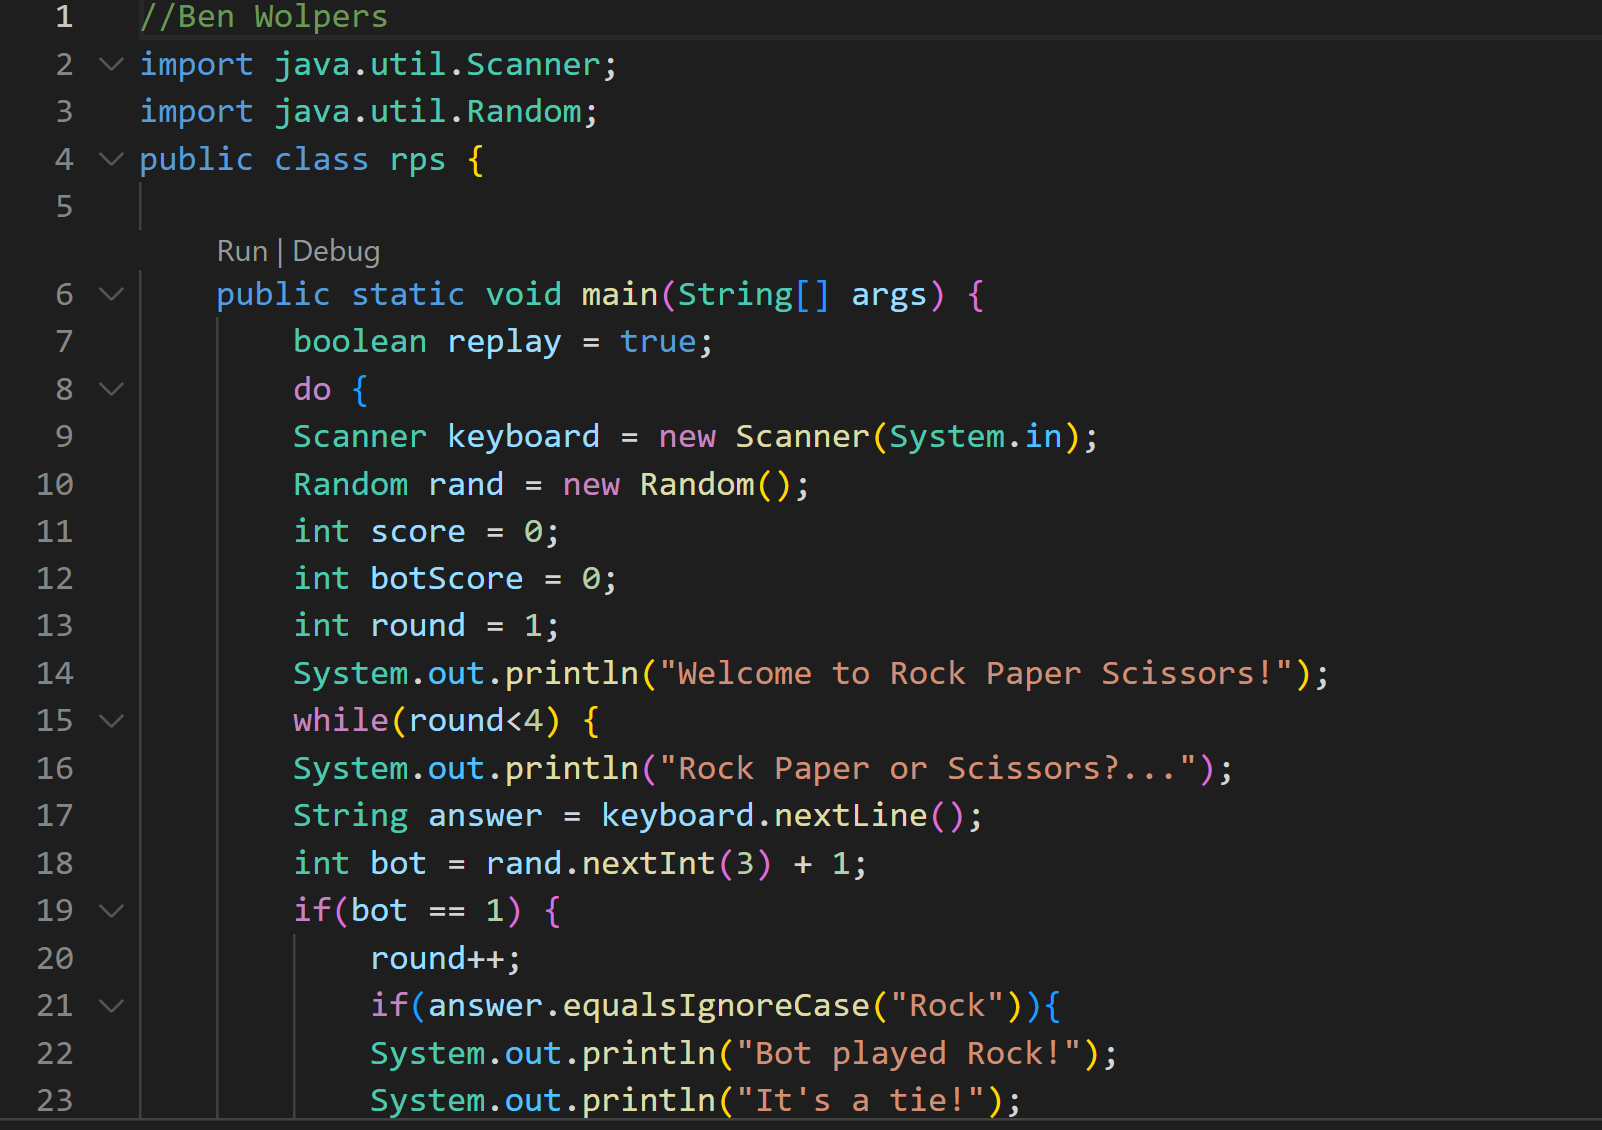 1 //Ben Wolpers
2 import java.util.Scanner;
3 import java.util.Random;
4 public class rps {
5
Run | Debug
6 public static void main(String[] args) {
7 boolean replay = true;
8 do {
9 Scanner keyboard = new Scanner(System.in);
10 Random rand = new Random();
11 int score = 0;
12 int botScore = 0;
13 int round = 1;
14 System.out.println("Welcome to Rock Paper Scissors!");
15 while(round<4) {
16 System.out.println("Rock Paper or Scissors?...");
17 String answer = keyboard.nextLine();
18 int bot = rand.nextInt(3) + 1;
19 if(bot == 1) {
20 round++;
21 if(answer.equalsIgnoreCase("Rock")){
22 System.out.println("Bot played Rock!");
23 System.out.println("It's a tie!");